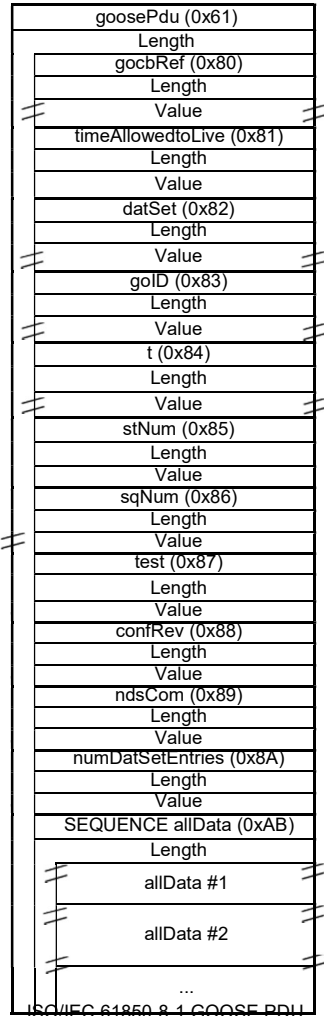 goosePdu (0x61)
Length
gocbRef (0x80)
Length
Value
timeAllowedtoLive (0x81)
Length
Value
datSet (0x82)
Length
Value
goID (0x83)
Length
Value
t (0x84)
Length
Value
stNum (0x85)
Length
Value
sqNum (0x86)
Length
Value
test (0x87)
Length
Value
confRev (0x88)
Length
Value
ndsCom (0x89)
Length
Value
numDatSetEntries (0x8A)
Length
Value
SEQUENCE allData (0xAB)
Length
allData #1
allData #2
...
ISO/IEC 61850-8-1 GOOSE PDU